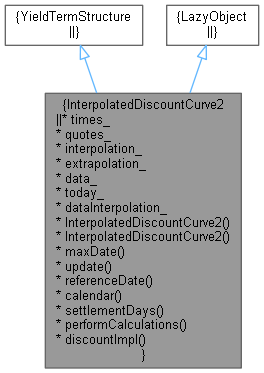 {YieldTermStructure
||}
{LazyObject
||}
{InterpolatedDiscountCurve2
||* times_
* quotes_
* interpolation_
* extrapolation_
* data_
* today_
* dataInterpolation_
* InterpolatedDiscountCurve2()
* InterpolatedDiscountCurve2()
* maxDate()
* update()
* referenceDate()
* calendar()
* settlementDays()
* performCalculations()
* discountImpl()
}